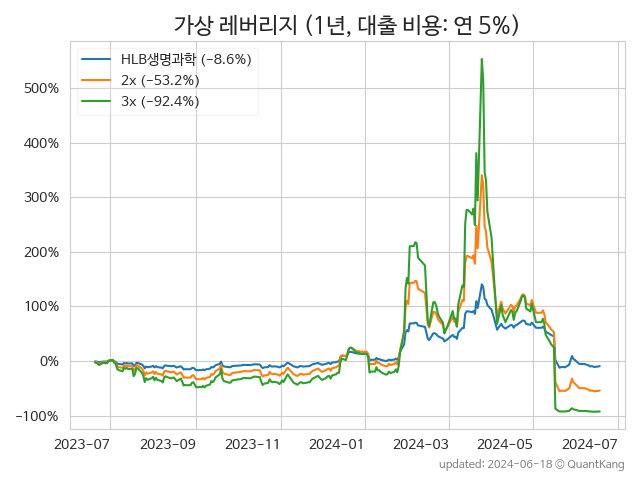 가상 레버리지 (1년, 대출 비용: 연 5%)
HLB생명과학 (−8.6%)
2x (−53.2%)
3x (−92.4%)
500%
400%
300%
200%
100%
0%
−100%
2023-07 2023-09 2023-11 2024-01 2024-03 2024-05 2024-07
updated: 2024-06-18 © QuantKang